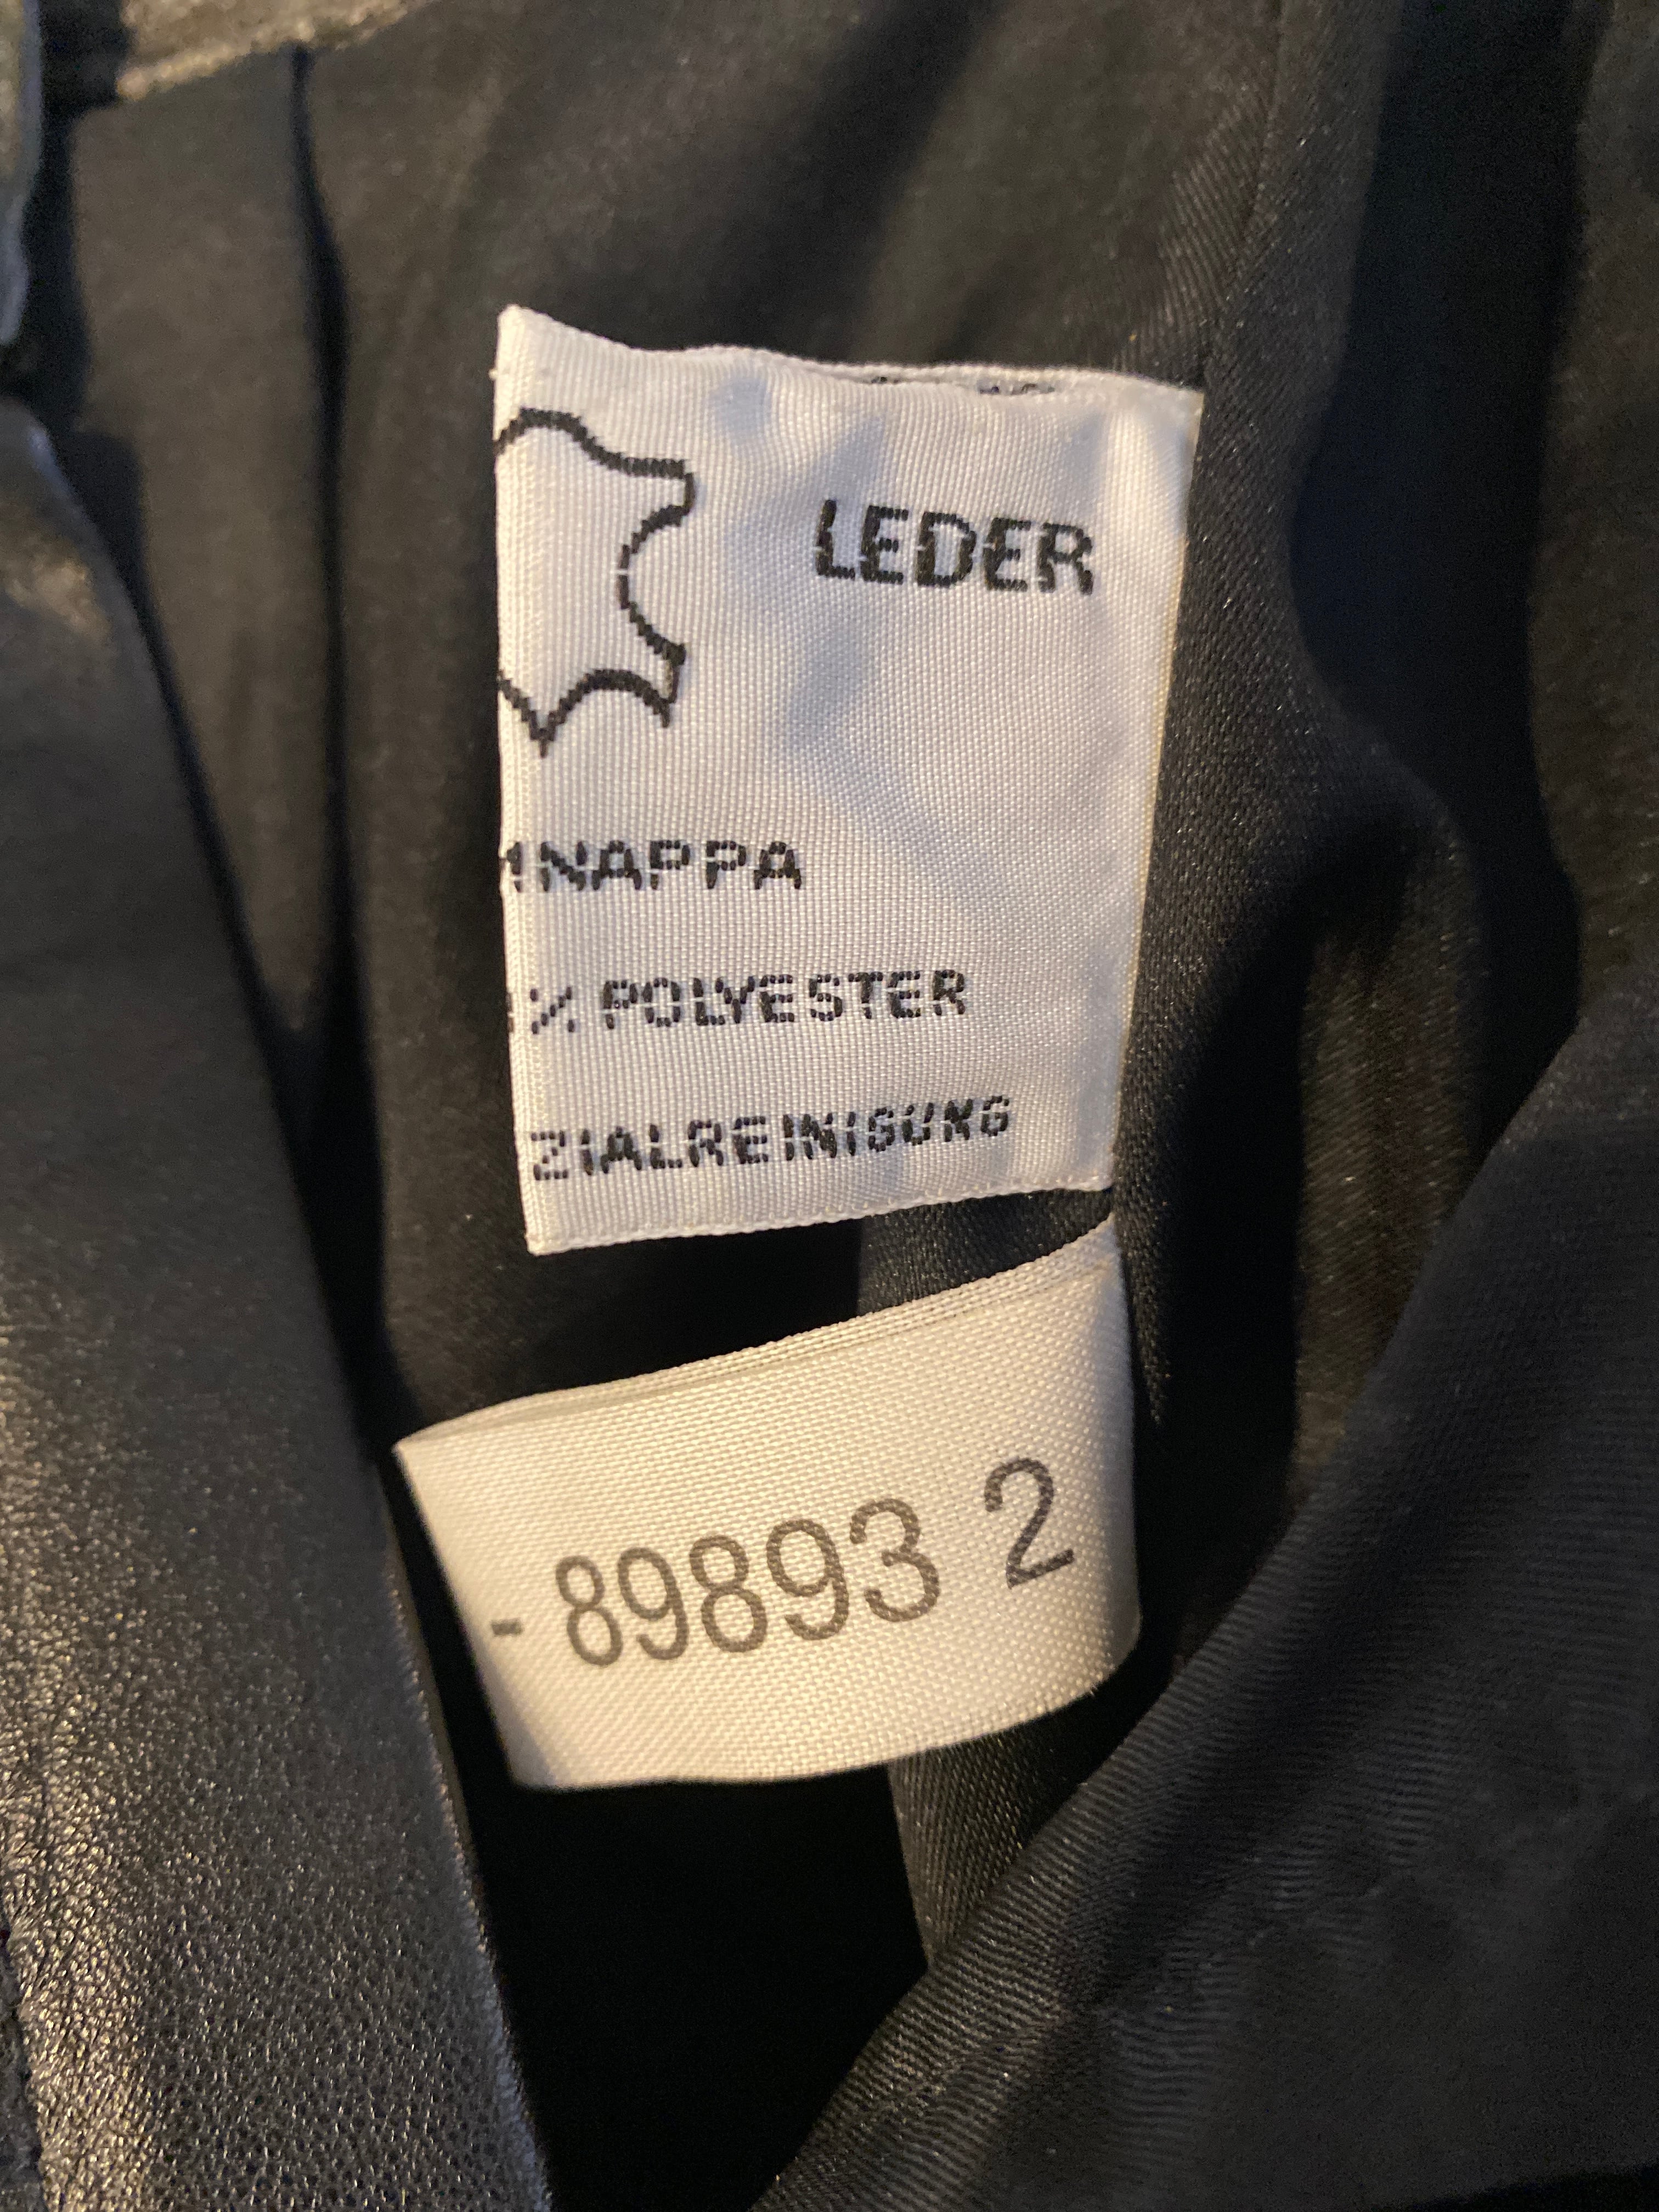 LEDER
NAPPA
% POLYESTER
ZIALREINIGUNG
- 89893 2